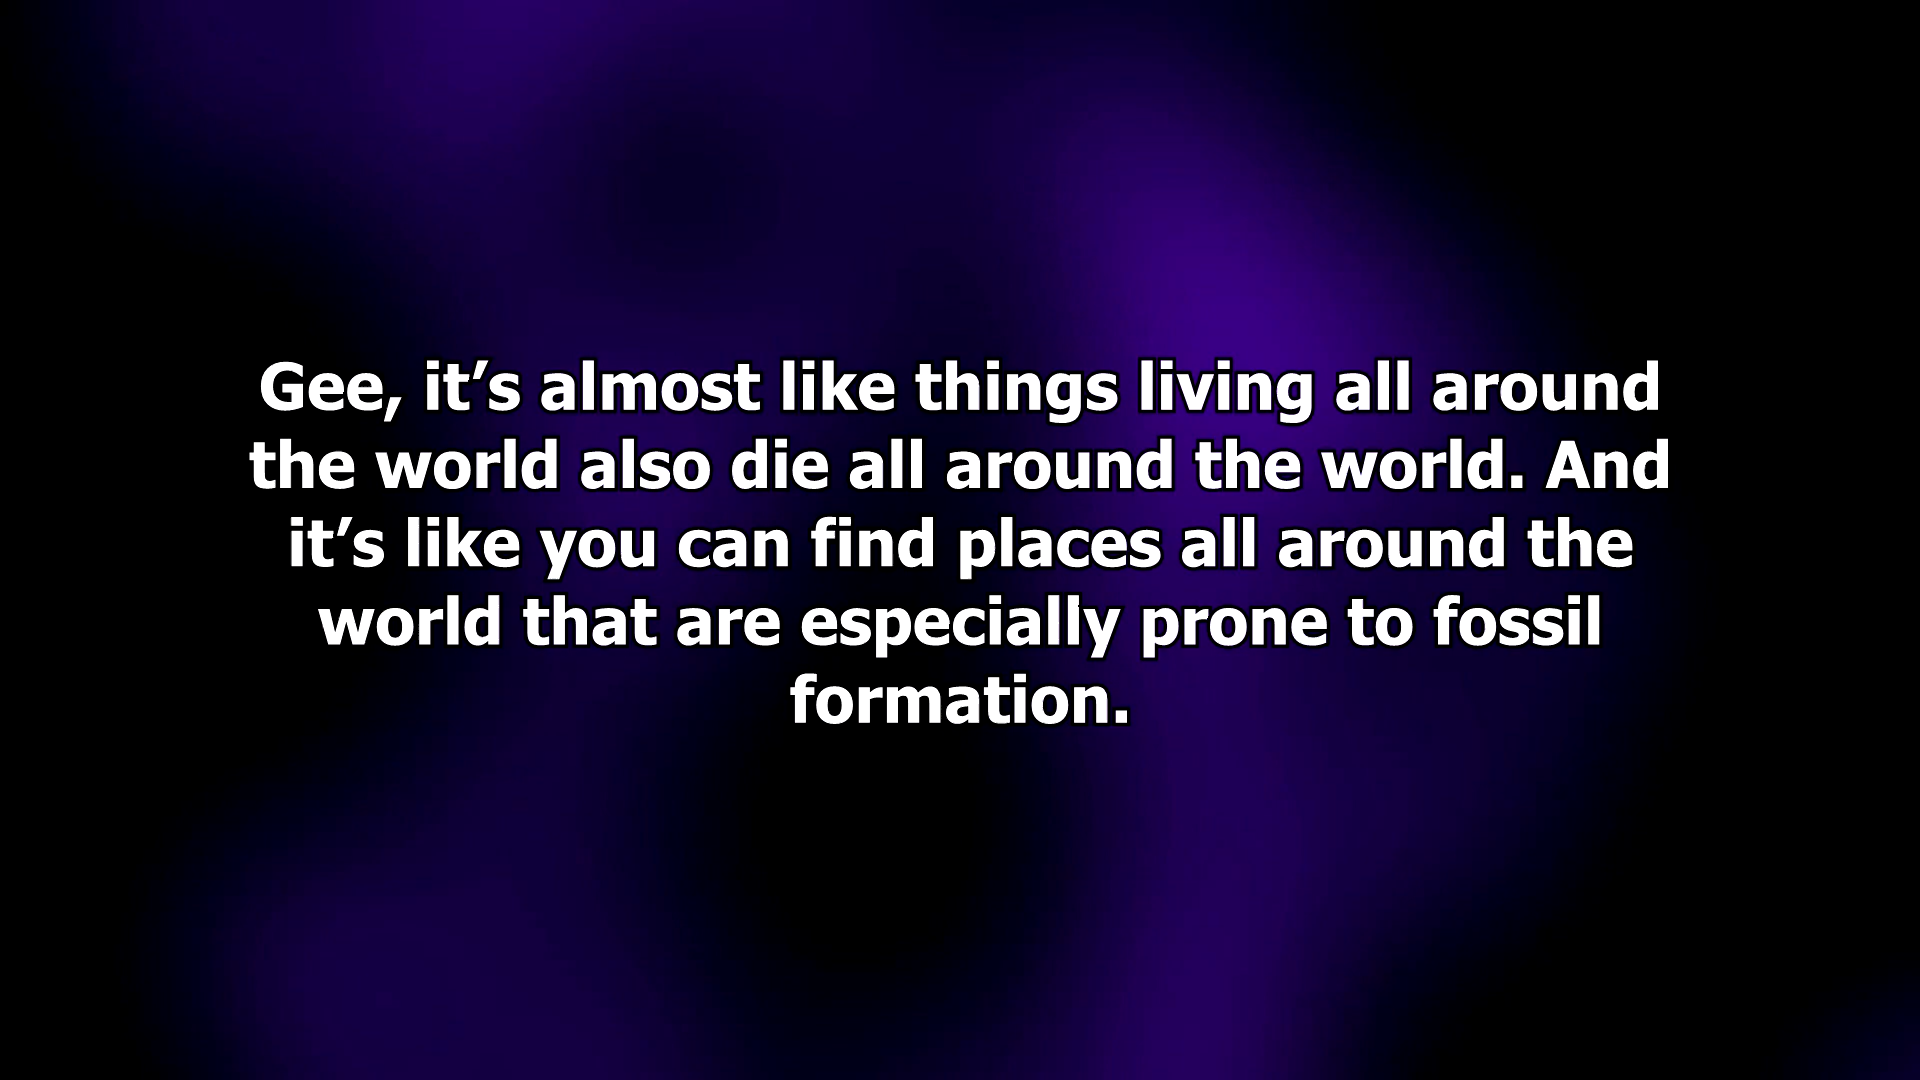 Gee, it’s almost like things living all around
the world also die all around the world. And
it’s like you can find places all around the
world that are especially prone to fossil
formation.